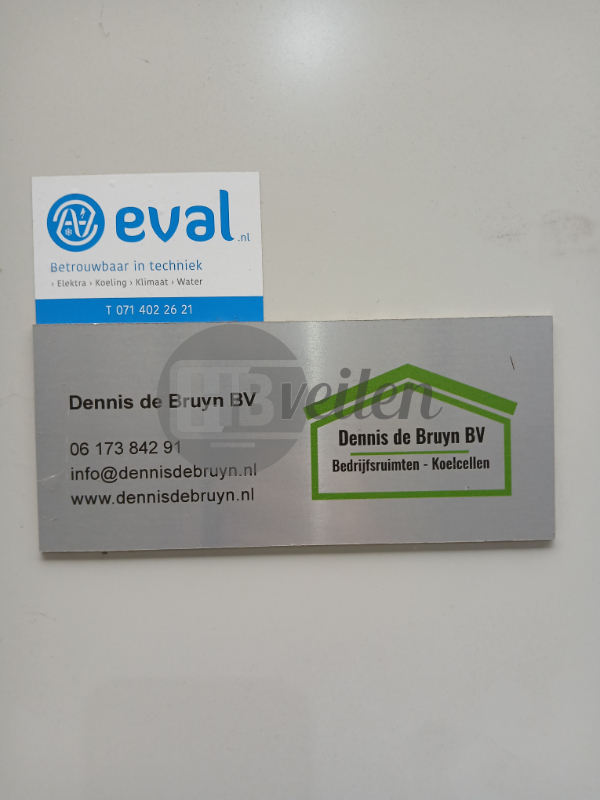 eval.nl
Betrouwbaar in techniek
› Elektra › Koeling › Klimaat › Water
T 071 402 26 21
HBveilen
Dennis de Bruyn BV
06 173 842 91
info@dennisdebruyn.nl
www.dennisdebruyn.nl
Dennis de Bruyn BV
Bedrijfsruimten - Koelcellen